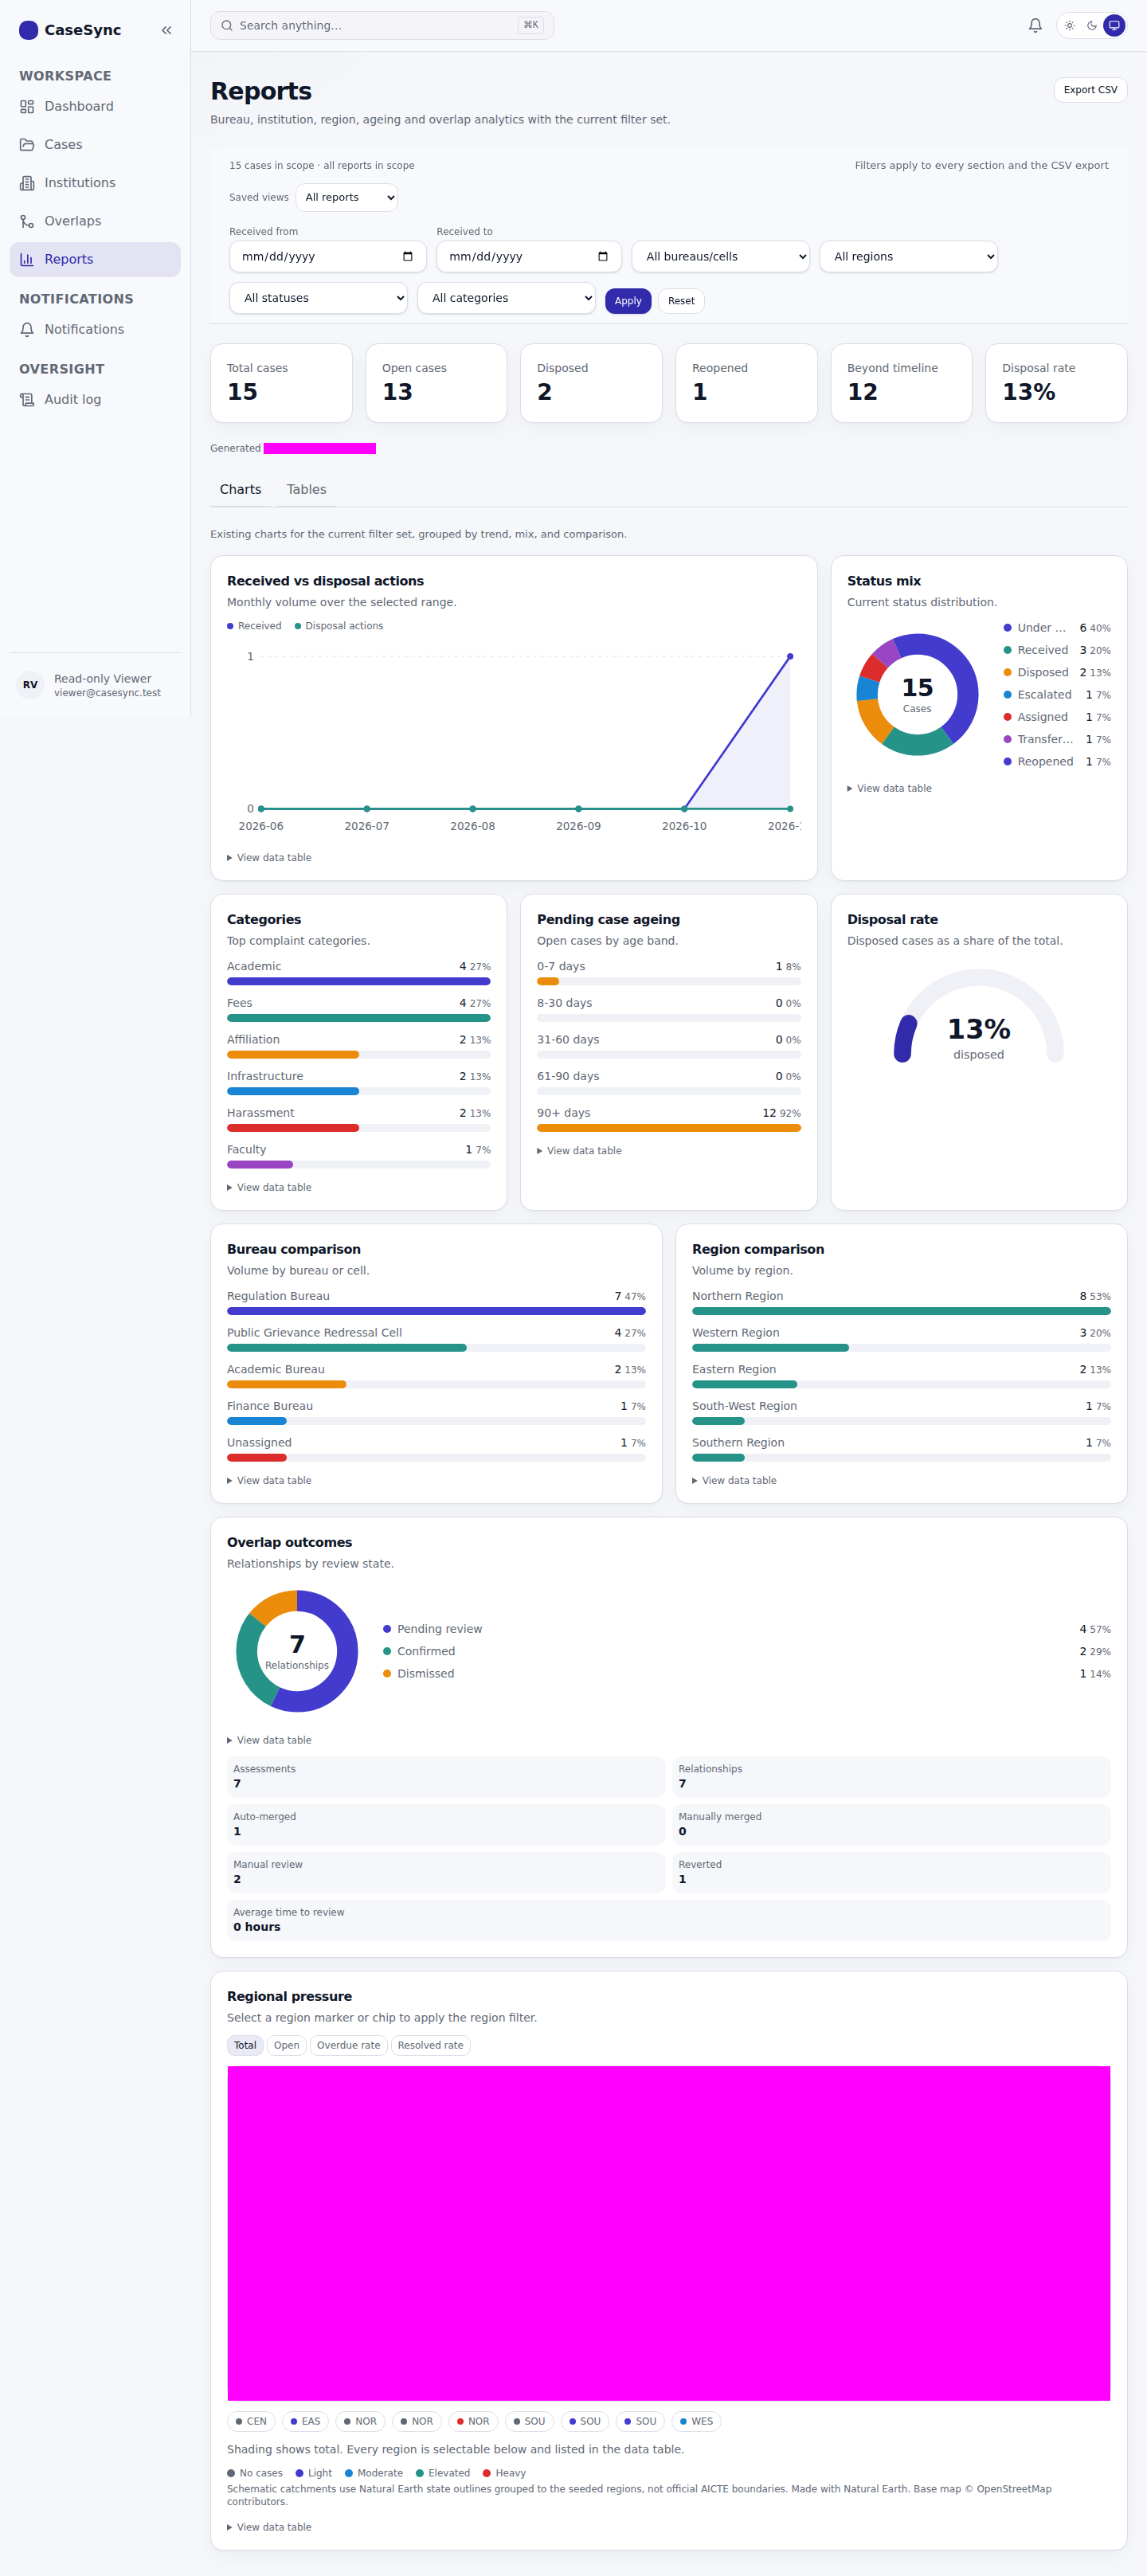 CaseSync
Search anything...
⌘K
WORKSPACE
Dashboard
Cases
Institutions
Overlaps
Reports
NOTIFICATIONS
Notifications
OVERSIGHT
Audit log
RV
Read-only Viewer
viewer@casesync.test
Reports
Export CSV
Bureau, institution, region, ageing and overlap analytics with the current filter set.
15 cases in scope · all reports in scope
Filters apply to every section and the CSV export
Saved views
All reports
Received from
Received to
mm/dd/yyyy
mm/dd/yyyy
All bureaus/cells
All regions
All statuses
All categories
Apply
Reset
Total cases
15
Open cases
13
Disposed
2
Reopened
1
Beyond timeline
12
Disposal rate
13%
Generated
Charts
Tables
Existing charts for the current filter set, grouped by trend, mix, and comparison.
Received vs disposal actions
Monthly volume over the selected range.
Received
Disposal actions
1
0
2026-06
2026-07
2026-08
2026-09
2026-10
2026-1
View data table
Status mix
Current status distribution.
15
Cases
Under ... 6 40%
Received 3 20%
Disposed 2 13%
Escalated 1 7%
Assigned 1 7%
Transfer... 1 7%
Reopened 1 7%
View data table
Categories
Top complaint categories.
Academic 4 27%
Fees 4 27%
Affiliation 2 13%
Infrastructure 2 13%
Harassment 2 13%
Faculty 1 7%
View data table
Pending case ageing
Open cases by age band.
0-7 days 1 8%
8-30 days 0 0%
31-60 days 0 0%
61-90 days 0 0%
90+ days 12 92%
View data table
Disposal rate
Disposed cases as a share of the total.
13%
disposed
Bureau comparison
Volume by bureau or cell.
Regulation Bureau 7 47%
Public Grievance Redressal Cell 4 27%
Academic Bureau 2 13%
Finance Bureau 1 7%
Unassigned 1 7%
View data table
Region comparison
Volume by region.
Northern Region 8 53%
Western Region 3 20%
Eastern Region 2 13%
South-West Region 1 7%
Southern Region 1 7%
View data table
Overlap outcomes
Relationships by review state.
7
Relationships
Pending review 4 57%
Confirmed 2 29%
Dismissed 1 14%
View data table
Assessments
7
Relationships
7
Auto-merged
1
Manually merged
0
Manual review
2
Reverted
1
Average time to review
0 hours
Regional pressure
Select a region marker or chip to apply the region filter.
Total
Open
Overdue rate
Resolved rate
CEN
EAS
NOR
NOR
NOR
SOU
SOU
SOU
WES
Shading shows total. Every region is selectable below and listed in the data table.
No cases
Light
Moderate
Elevated
Heavy
Schematic catchments use Natural Earth state outlines grouped to the seeded regions, not official AICTE boundaries. Made with Natural Earth. Base map © OpenStreetMap
contributors.
View data table